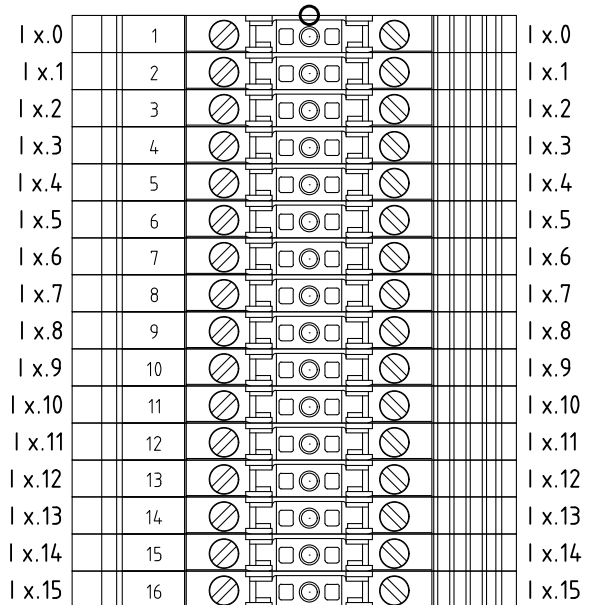 I x.0 1 I x.0
I x.1 2 I x.1
I x.2 3 I x.2
I x.3 4 I x.3
I x.4 5 I x.4
I x.5 6 I x.5
I x.6 7 I x.6
I x.7 8 I x.7
I x.8 9 I x.8
I x.9 10 I x.9
I x.10 11 I x.10
I x.11 12 I x.11
I x.12 13 I x.12
I x.13 14 I x.13
I x.14 15 I x.14
I x.15 16 I x.15